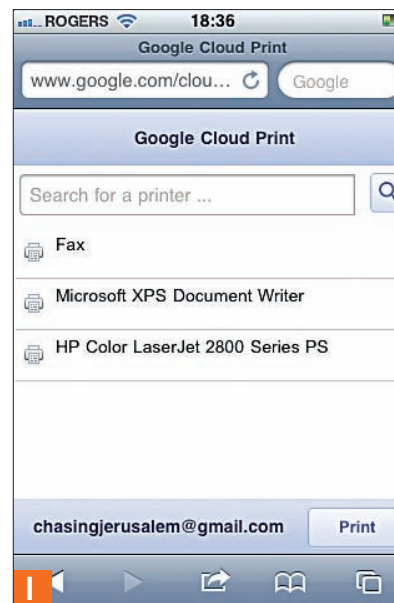 ROGERS 18:36
Google Cloud Print
www.google.com/clou... Google
Google Cloud Print
Search for a printer ...
Fax
Microsoft XPS Document Writer
HP Color LaserJet 2800 Series PS
chasingjerusalem@gmail.com Print
I